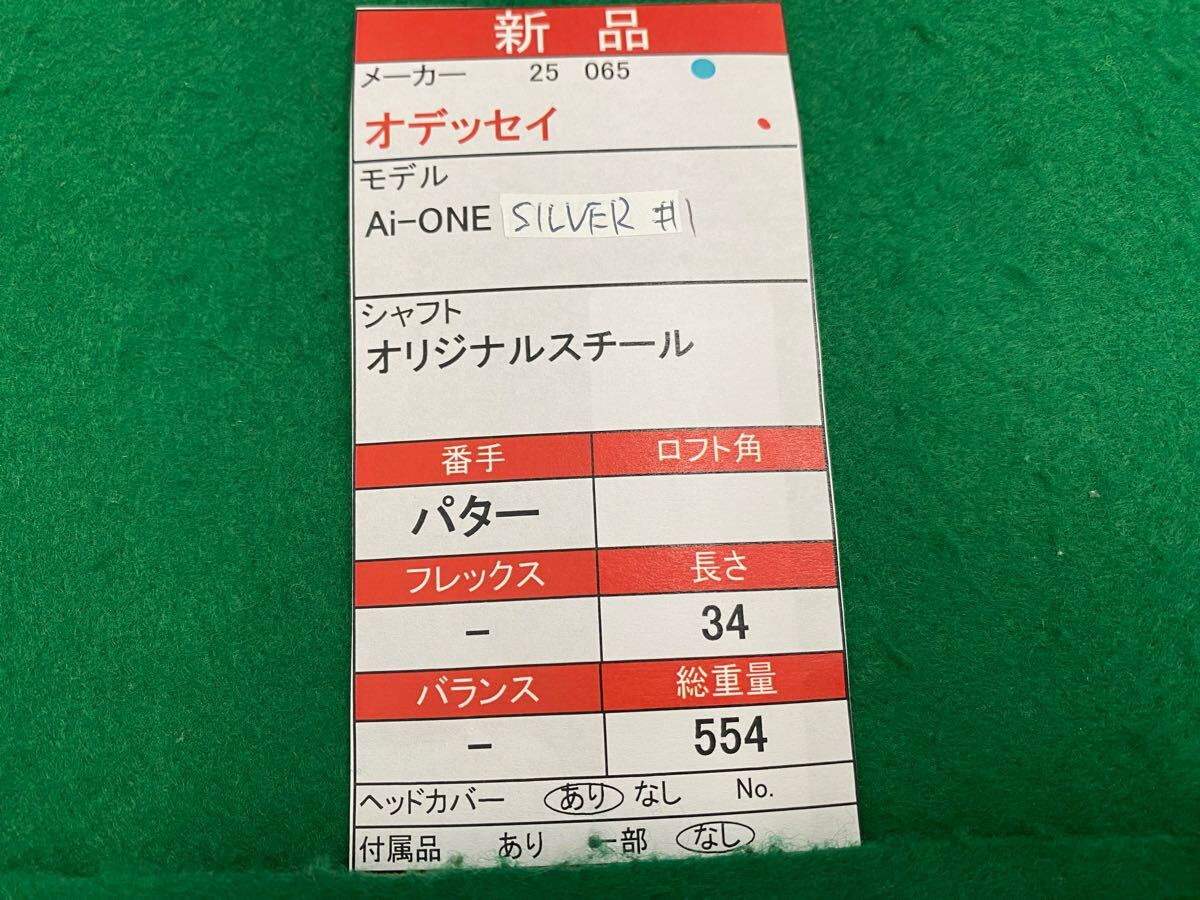 新 品
メーカー 25 065
オデッセイ
モデル
Ai-ONE SILVER #1
シャフト
オリジナルスチール
番手 ロフト角
パター
フレックス 長さ
- 34
バランス 総重量
- 554
ヘッドカバー あり なし No.
付属品 あり 一部 なし